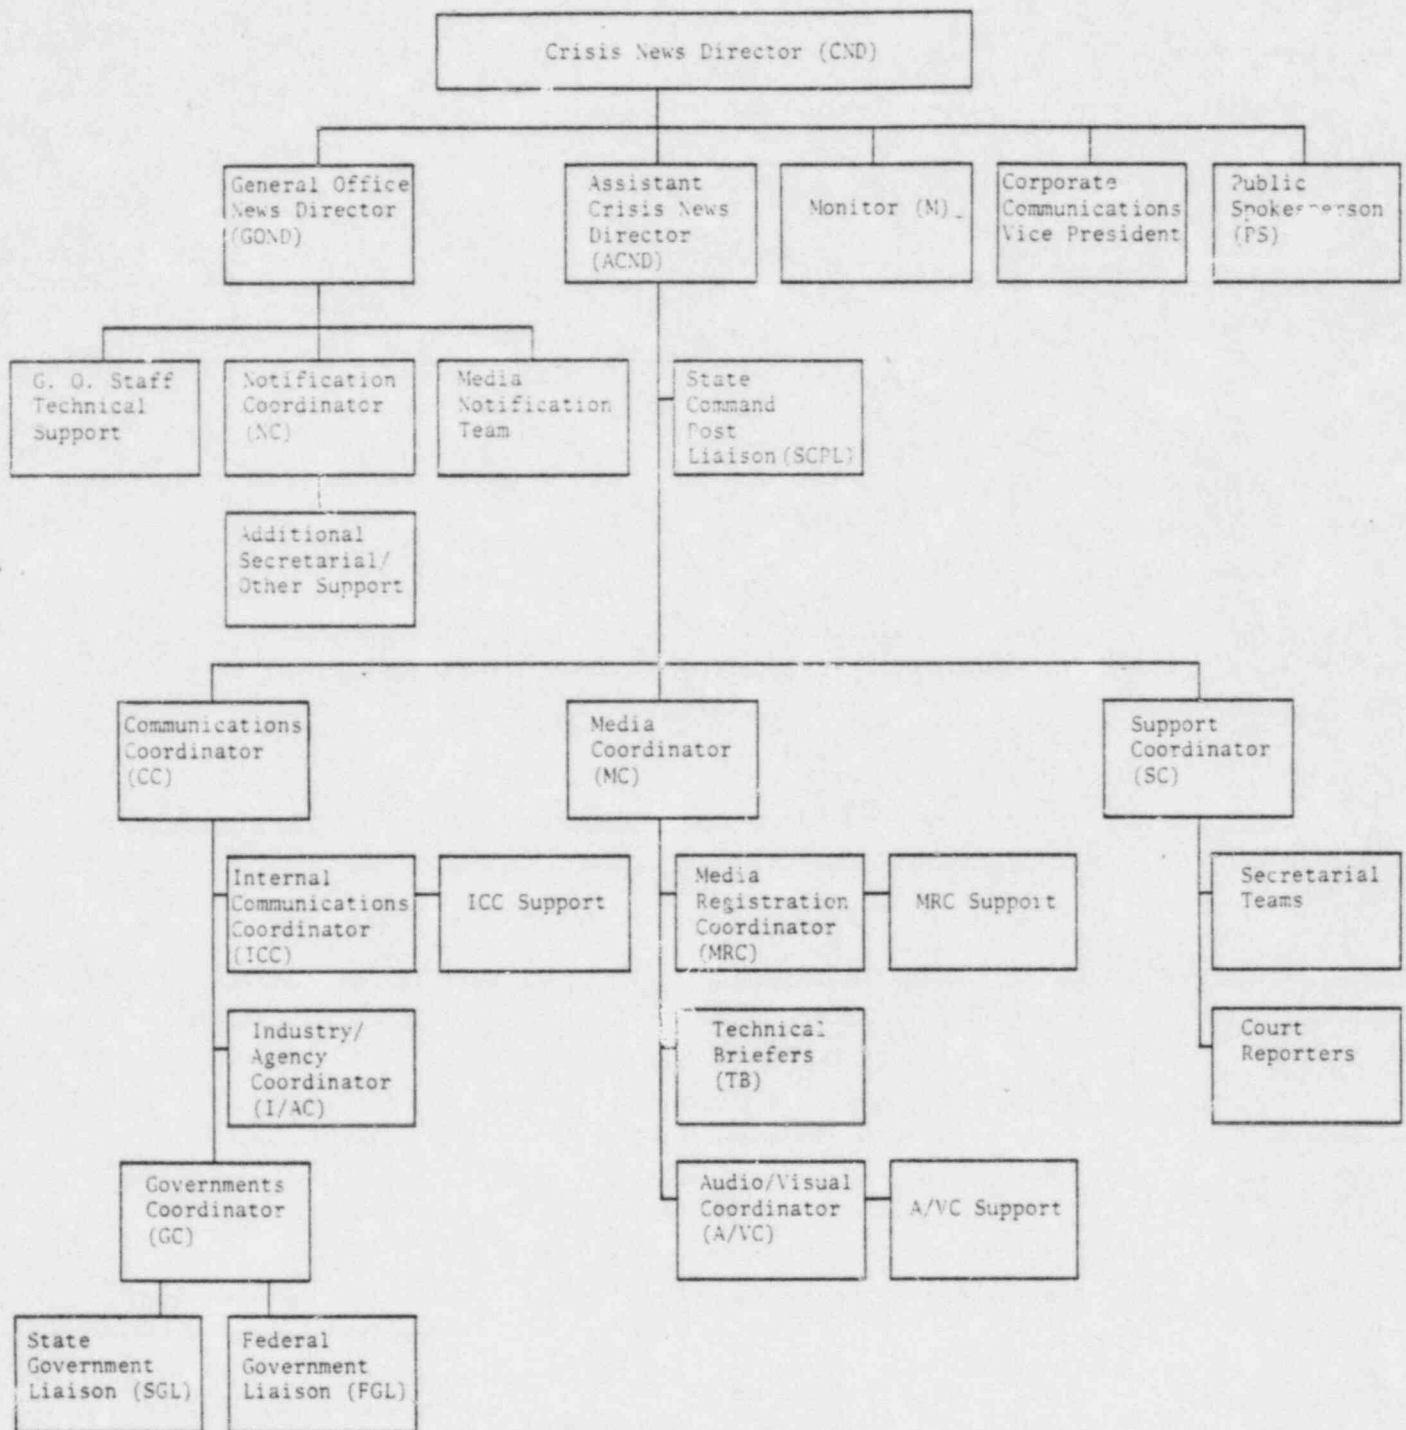 Crisis News Director (CND)
General Office
News Director
(GOND)
Assistant
Crisis News
Director
(ACND)
Monitor (M)
Corporate
Communications
Vice President
Public
Spokesperson
(PS)
G. O. Staff
Technical
Support
Notification
Coordinator
(NC)
Media
Notification
Team
State
Command
Post
Liaison (SCPL)
Additional
Secretarial/
Other Support
Communications
Coordinator
(CC)
Media
Coordinator
(MC)
Support
Coordinator
(SC)
Internal
Communications
Coordinator
(ICC)
ICC Support
Media
Registration
Coordinator
(MRC)
MRC Support
Secretarial
Teams
Industry/
Agency
Coordinator
(I/AC)
Technical
Briefers
(TB)
Court
Reporters
Governments
Coordinator
(GC)
Audio/Visual
Coordinator
(A/VC)
A/VC Support
State
Government
Liaison (SGL)
Federal
Government
Liaison (FGL)